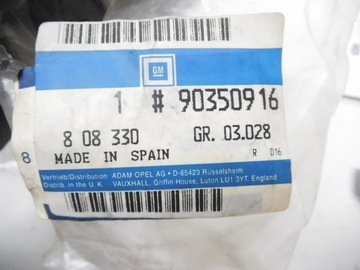 GM
1 # 90350916
8 08 330 GR. 03.028
8 MADE IN SPAIN R D16
Vertrieb/Distribution ADAM OPEL AG • D-65423 Rüsselsheim
Distrib. in the U.K. VAUXHALL, Griffin House, Luton LU1 3YT. England